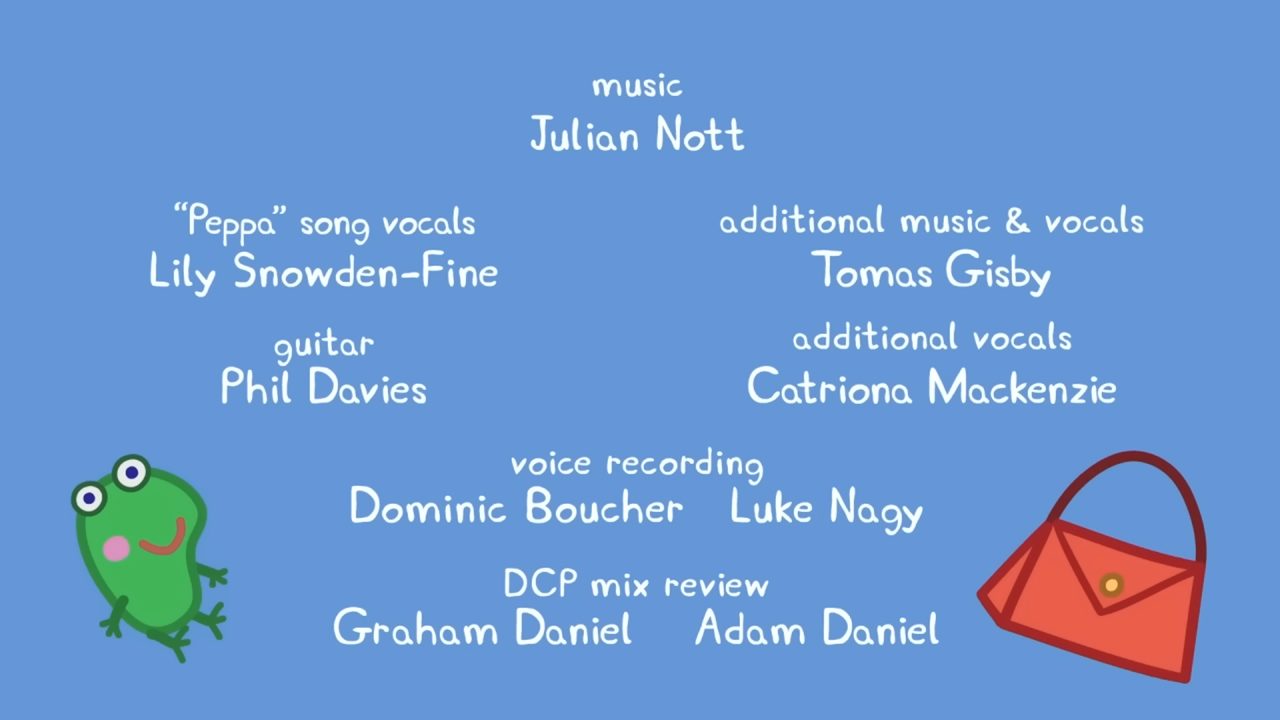 music
Julian Nott
“Peppa” song vocals
Lily Snowden-Fine
additional music & vocals
Tomas Gisby
guitar
Phil Davies
additional vocals
Catriona Mackenzie
voice recording
Dominic Boucher Luke Nagy
DCP mix review
Graham Daniel Adam Daniel